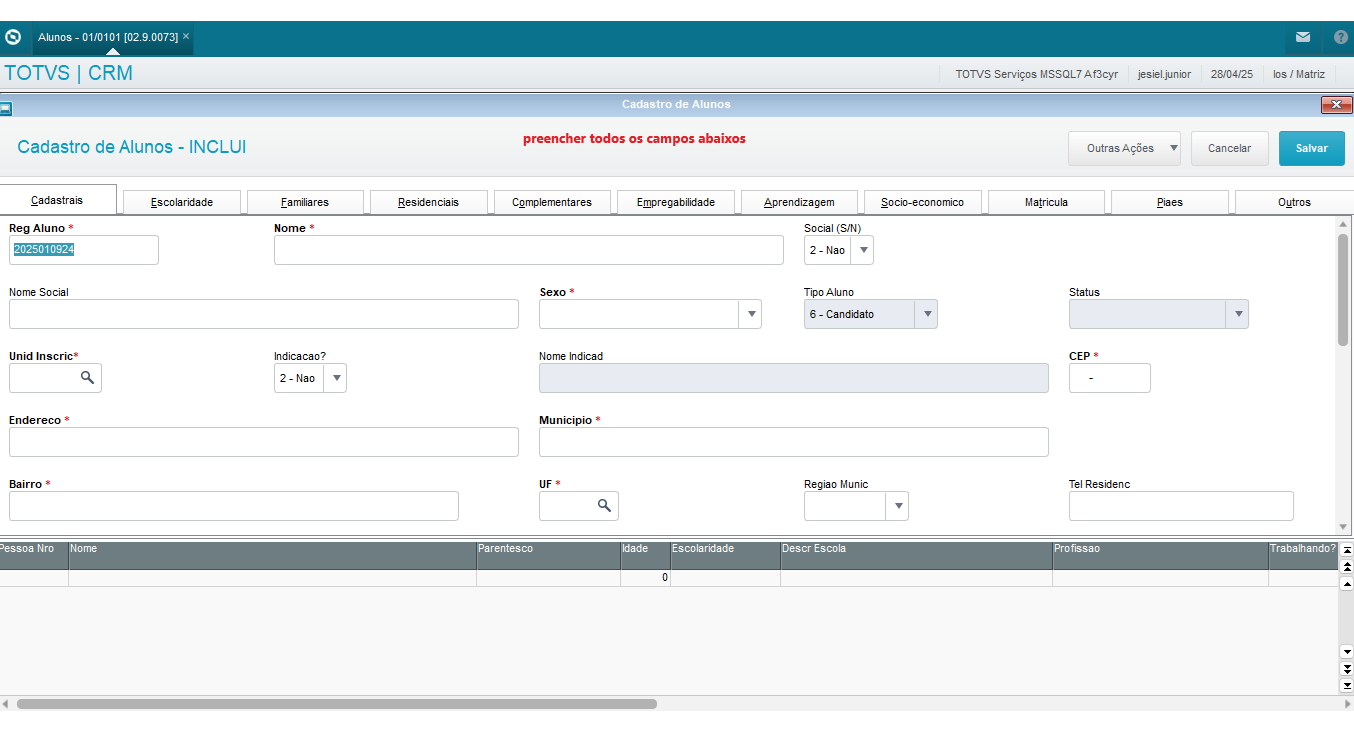 Alunos - 01/0101 [02.9.0073] ×
TOTVS | CRM
TOTVS Serviços MSSQL7 Af3cyr jesiel.junior 28/04/25 Ios / Matriz
Cadastro de Alunos
Cadastro de Alunos - INCLUI
preencher todos os campos abaixos
Outras Ações
Cancelar
Salvar
Cadastrais Escolaridade Familiares Residenciais Complementares Empregabilidade Aprendizagem Socio-economico Matricula Piaes Outros
Reg Aluno * Nome * Social (S/N)
2025010924 2 - Nao
Nome Social Sexo * Tipo Aluno Status
6 - Candidato
Unid Inscric* Indicacao? Nome Indicad CEP *
2 - Nao -
Endereco * Municipio *
Bairro * UF * Regiao Munic Tel Residenc
Pessoa Nro Nome Parentesco Idade Escolaridade Descr Escola Profissao Trabalhando?
0